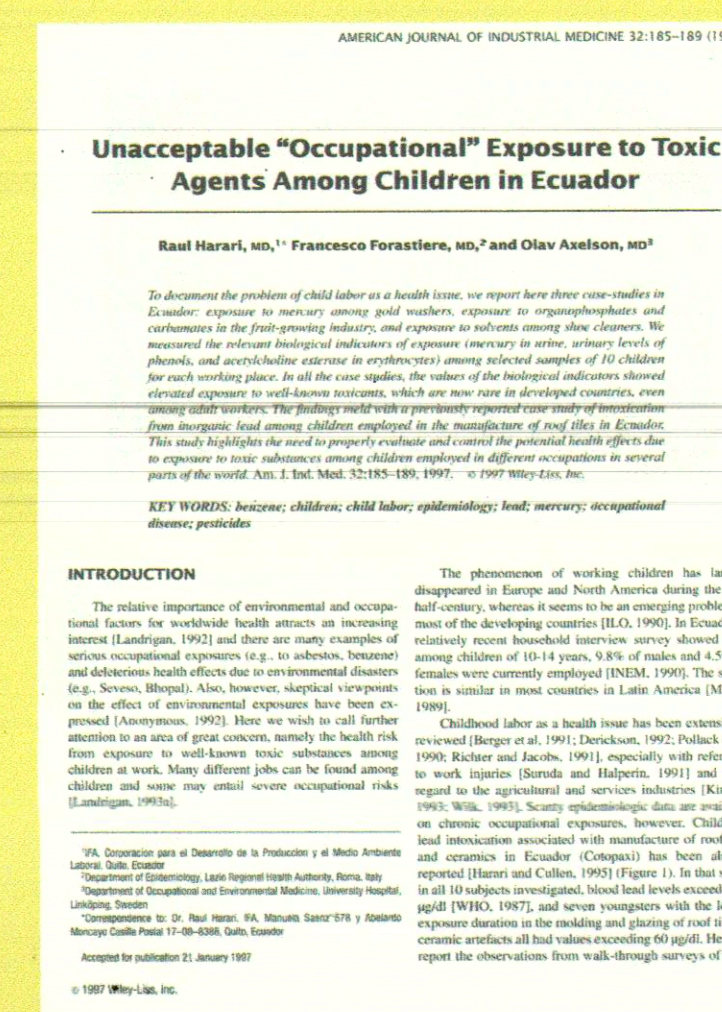 AMERICAN JOURNAL OF INDUSTRIAL MEDICINE 32:185–189 (19
Unacceptable “Occupational” Exposure to Toxic
Agents Among Children in Ecuador
Raul Harari, MD,¹* Francesco Forastiere, MD,² and Olav Axelson, MD³
To document the problem of child labor as a health issue, we report here three case-studies in
Ecuador: exposure to mercury among gold washers, exposure to organophosphates and
carbamates in the fruit-growing industry, and exposure to solvents among shoe cleaners. We
measured the relevant biological indicators of exposure (mercury in urine, urinary levels of
phenols, and acetylcholine esterase in erythrocytes) among selected samples of 10 children
for each working place. In all the case studies, the values of the biological indicators showed
elevated exposure to well-known toxicants, which are now rare in developed countries, even
among adult workers. The findings meld with a previously reported case study of intoxication
from inorganic lead among children employed in the manufacture of roof tiles in Ecuador.
This study highlights the need to properly evaluate and control the potential health effects due
to exposure to toxic substances among children employed in different occupations in several
parts of the world. Am. J. Ind. Med. 32:185–189, 1997. © 1997 Wiley-Liss, Inc.
KEY WORDS: benzene; children; child labor; epidemiology; lead; mercury; occupational
disease; pesticides
INTRODUCTION
The relative importance of environmental and occupa-
tional factors for worldwide health attracts an increasing
interest [Landrigan, 1992] and there are many examples of
serious occupational exposures (e.g., to asbestos, benzene)
and deleterious health effects due to environmental disasters
(e.g., Seveso, Bhopal). Also, however, skeptical viewpoints
on the effect of environmental exposures have been ex-
pressed [Anonymous, 1992]. Here we wish to call further
attention to an area of great concern, namely the health risk
from exposure to well-known toxic substances among
children at work. Many different jobs can be found among
children and some may entail severe occupational risks
[Landrigan, 1993a].
¹IFA, Corporacion para el Desarrollo de la Produccion y el Medio Ambiente
Laboral, Quito, Ecuador
²Department of Epidemiology, Lazio Regional Health Authority, Roma, Italy
³Department of Occupational and Environmental Medicine, University Hospital,
Linköping, Sweden
*Correspondence to: Dr. Raul Harari, IFA, Manuela Saenz 678 y Abelardo
Moncayo Casilla Postal 17–08–8386, Quito, Ecuador
Accepted for publication 21 January 1997
© 1997 Wiley-Liss, Inc.
The phenomenon of working children has lar
disappeared in Europe and North America during the
half-century, whereas it seems to be an emerging proble
most of the developing countries [ILO, 1990]. In Ecuad
relatively recent household interview survey showed
among children of 10-14 years, 9.8% of males and 4.5
females were currently employed [INEM, 1990]. The s
tion is similar in most countries in Latin America [M
1989].
Childhood labor as a health issue has been extens
reviewed [Berger et al, 1991; Derickson, 1992; Pollack
1990; Richter and Jacobs, 1991], especially with refer
to work injuries [Suruda and Halperin, 1991] and
regard to the agricultural and services industries [Kin
1993; Wilk, 1993]. Scanty epidemiologic data are avai
on chronic occupational exposures, however. Child
lead intoxication associated with manufacture of roof
and ceramics in Ecuador (Cotopaxi) has been al
reported [Harari and Cullen, 1995] (Figure 1). In that s
in all 10 subjects investigated, blood lead levels exceed
µg/dl [WHO, 1987], and seven youngsters with the l
exposure duration in the molding and glazing of roof ti
ceramic artefacts all had values exceeding 60 µg/dl. He
report the observations from walk-through surveys of